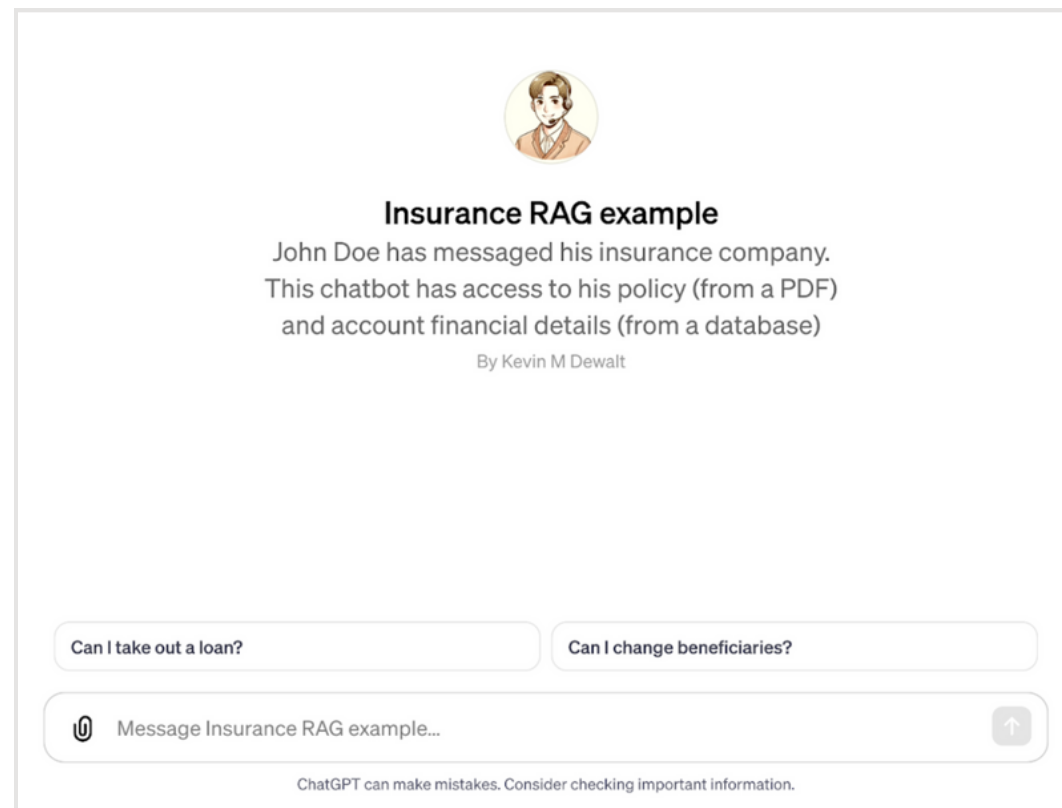 Insurance RAG example
John Doe has messaged his insurance company.
This chatbot has access to his policy (from a PDF)
and account financial details (from a database)
By Kevin M Dewalt
Can I take out a loan?
Can I change beneficiaries?
Message Insurance RAG example...
ChatGPT can make mistakes. Consider checking important information.